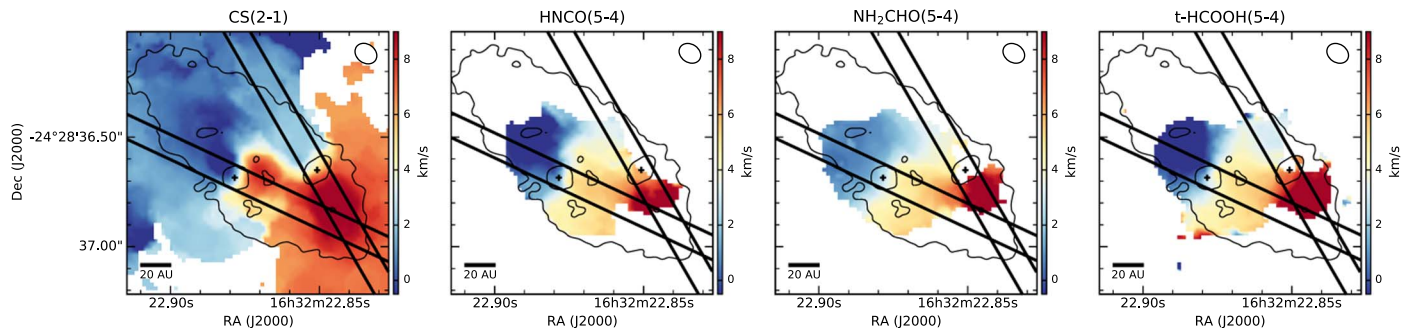 CS(2-1)
HNCO(5-4)
NH₂CHO(5-4)
t-HCOOH(5-4)
Dec (J2000)
-24°28'36.50"
37.00"
20 AU
22.90s
16h32m22.85s
RA (J2000)
8
6
4
2
0
km/s
20 AU
22.90s
16h32m22.85s
RA (J2000)
8
6
4
2
0
km/s
20 AU
22.90s
16h32m22.85s
RA (J2000)
8
6
4
2
0
km/s
20 AU
22.90s
16h32m22.85s
RA (J2000)
8
6
4
2
0
km/s